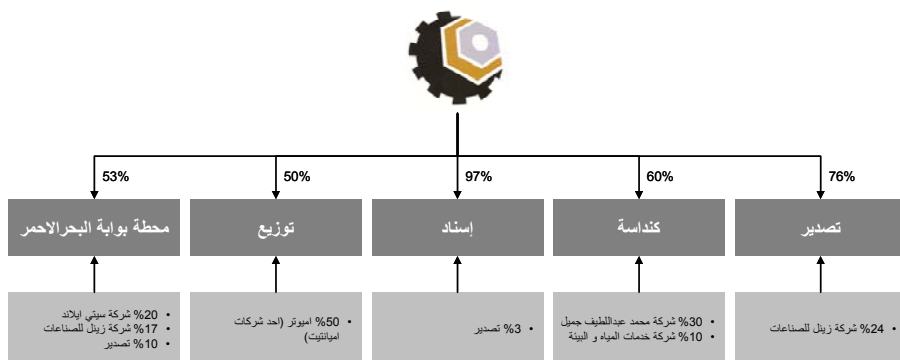 76%
60%
97%
50%
53%
تصدير
كنداسة
إسناد
توزيع
محطة بوابة البحرالاحمر
• 24% شركة زينل للصناعات
• 30% شركة محمد عبداللطيف جميل
• 10% شركة خدمات المياه و البيئة
• 3% تصدير
• 50% اميوتر (احد شركات
اميانتيت)
• 20% شركة سيتي ايلاند
• 17% شركة زينل للصناعات
• 10% تصدير